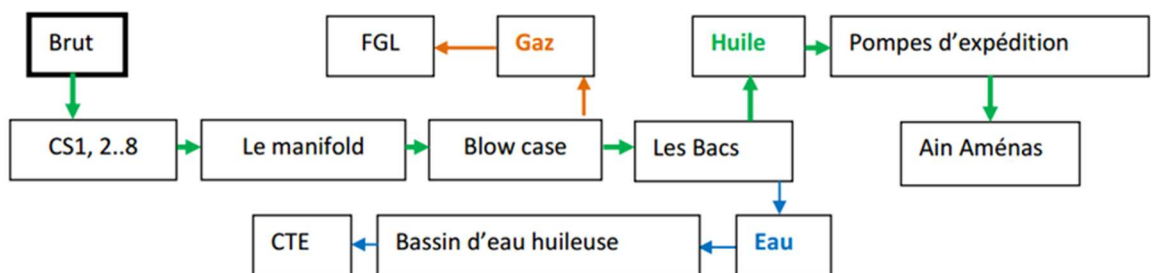 Brut
FGL
Gaz
Huile
Pompes d’expédition
CS1, 2..8
Le manifold
Blow case
Les Bacs
Ain Aménas
CTE
Bassin d’eau huileuse
Eau